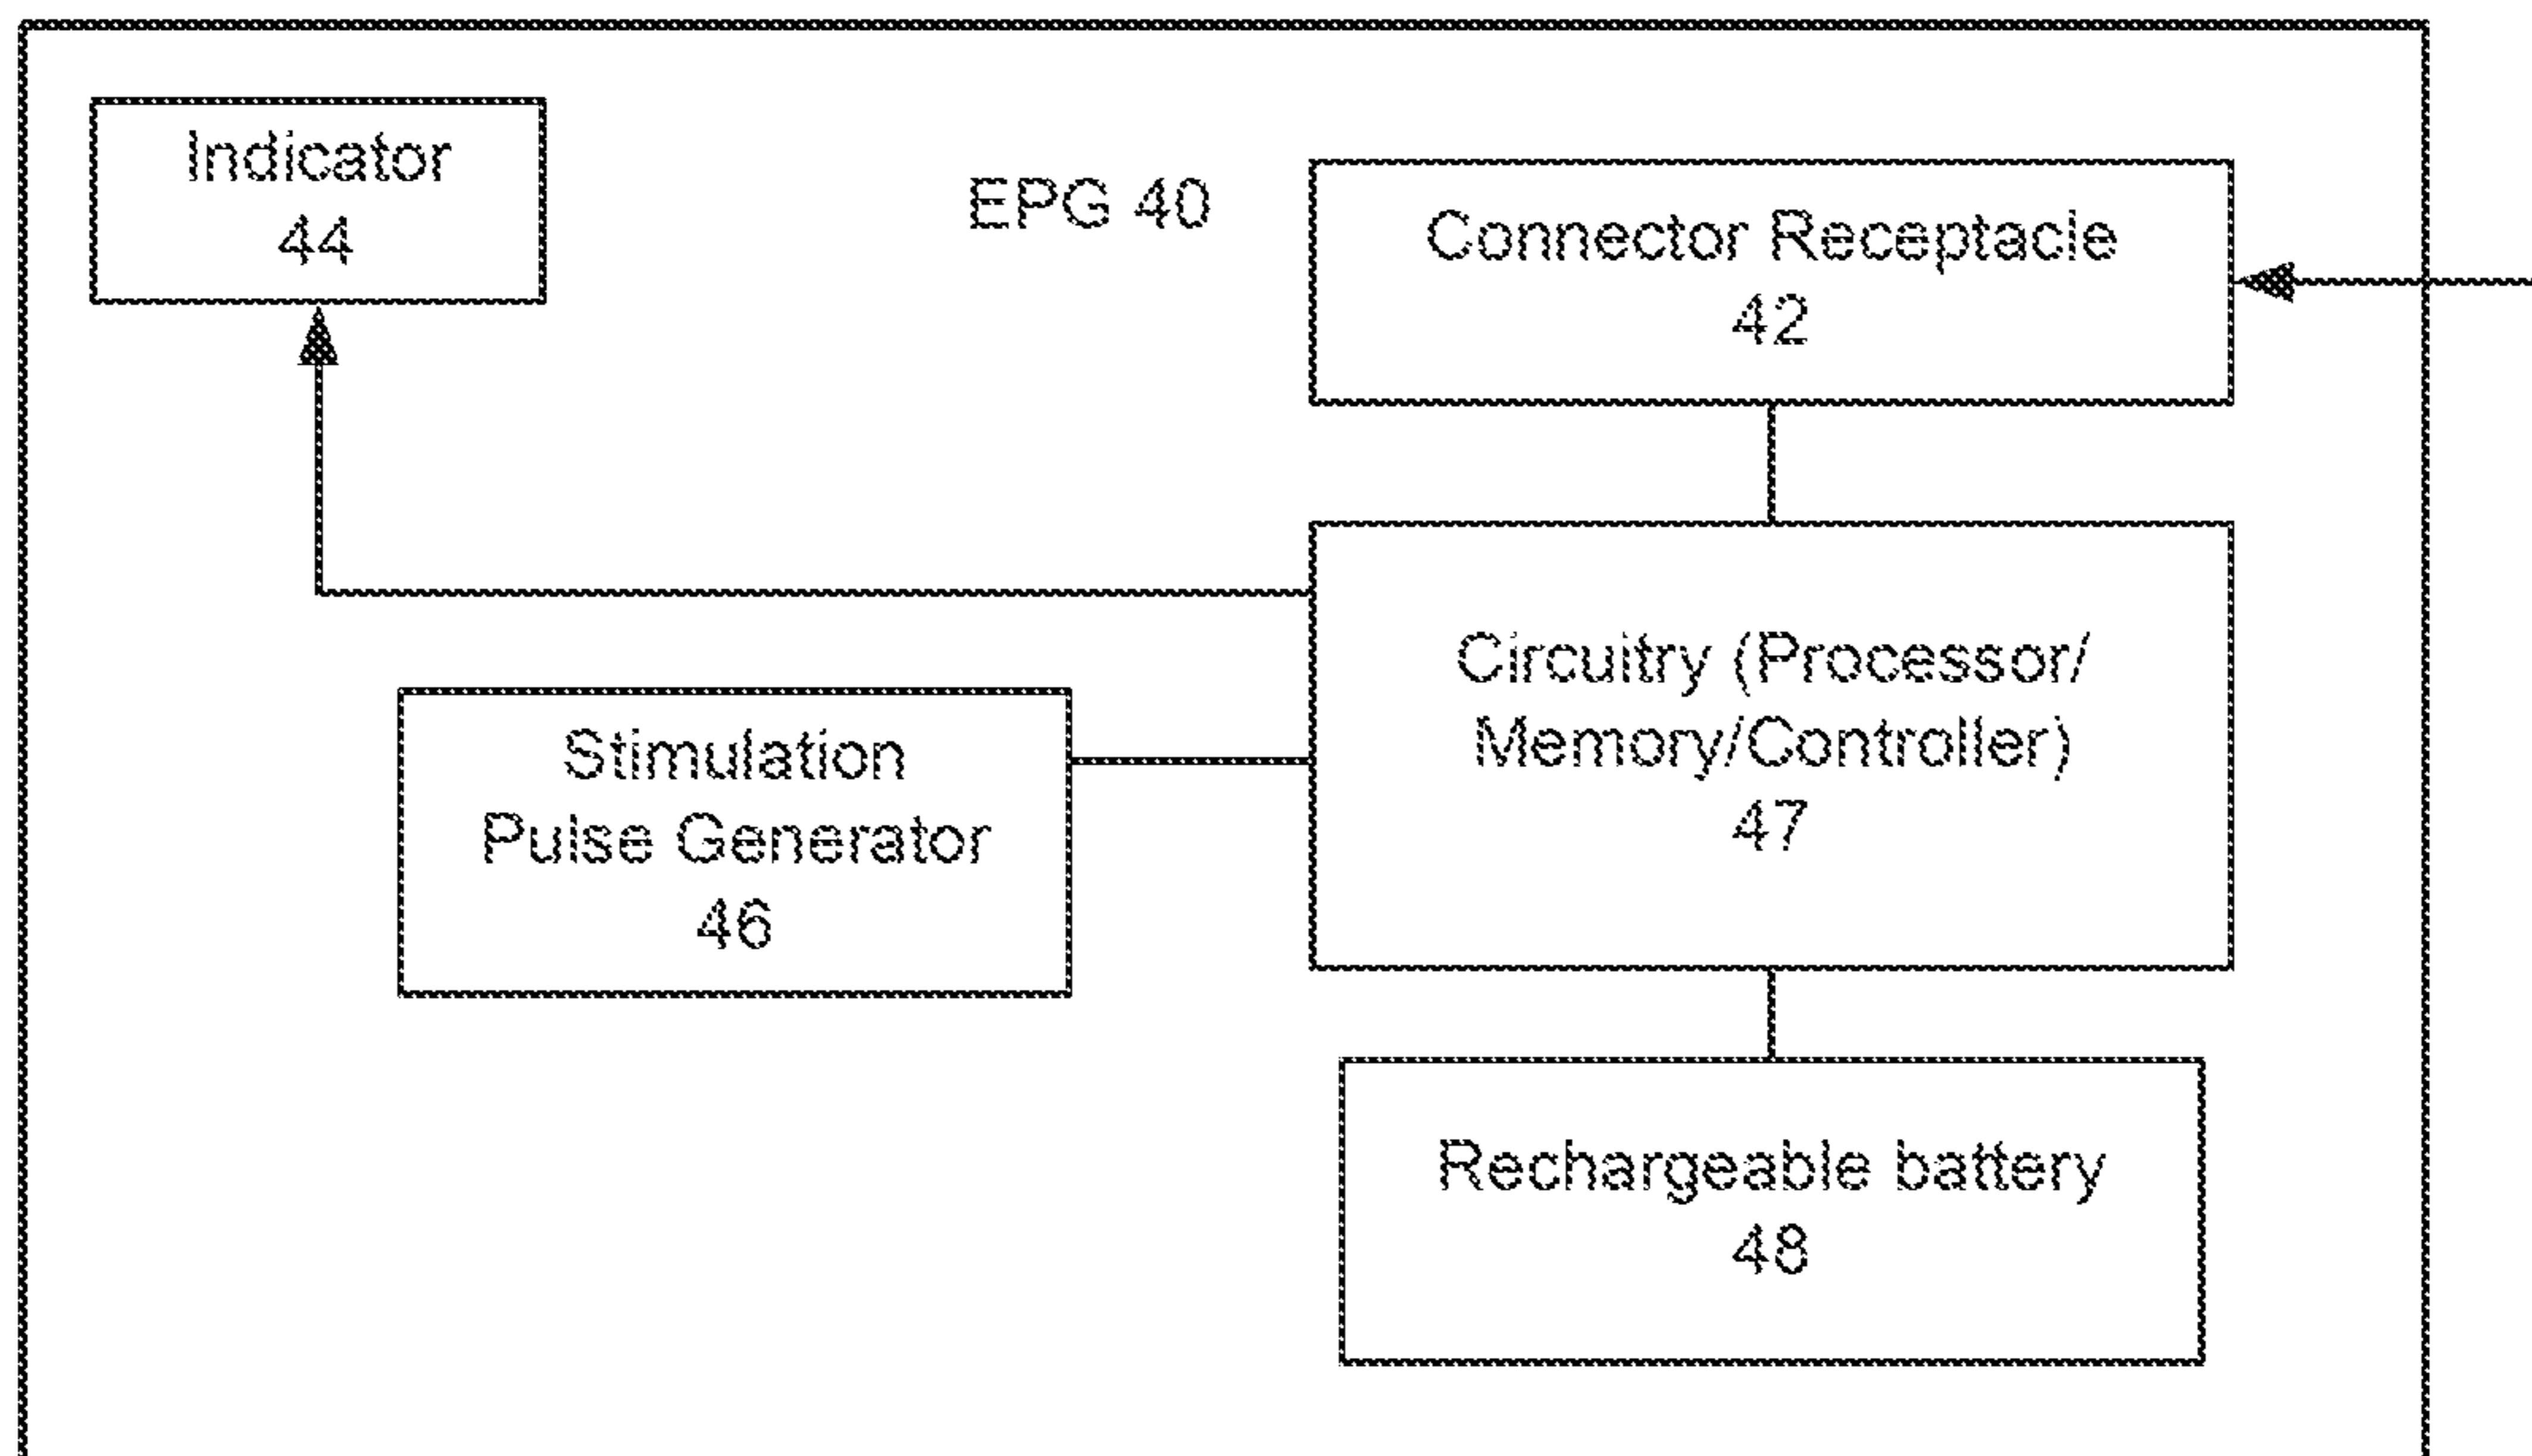 Indicator
44
EPG 40
Connector Receptacle
42
Circuitry (Processor/
Memory/Controller)
47
Stimulation
Pulse Generator
46
Rechargeable battery
48